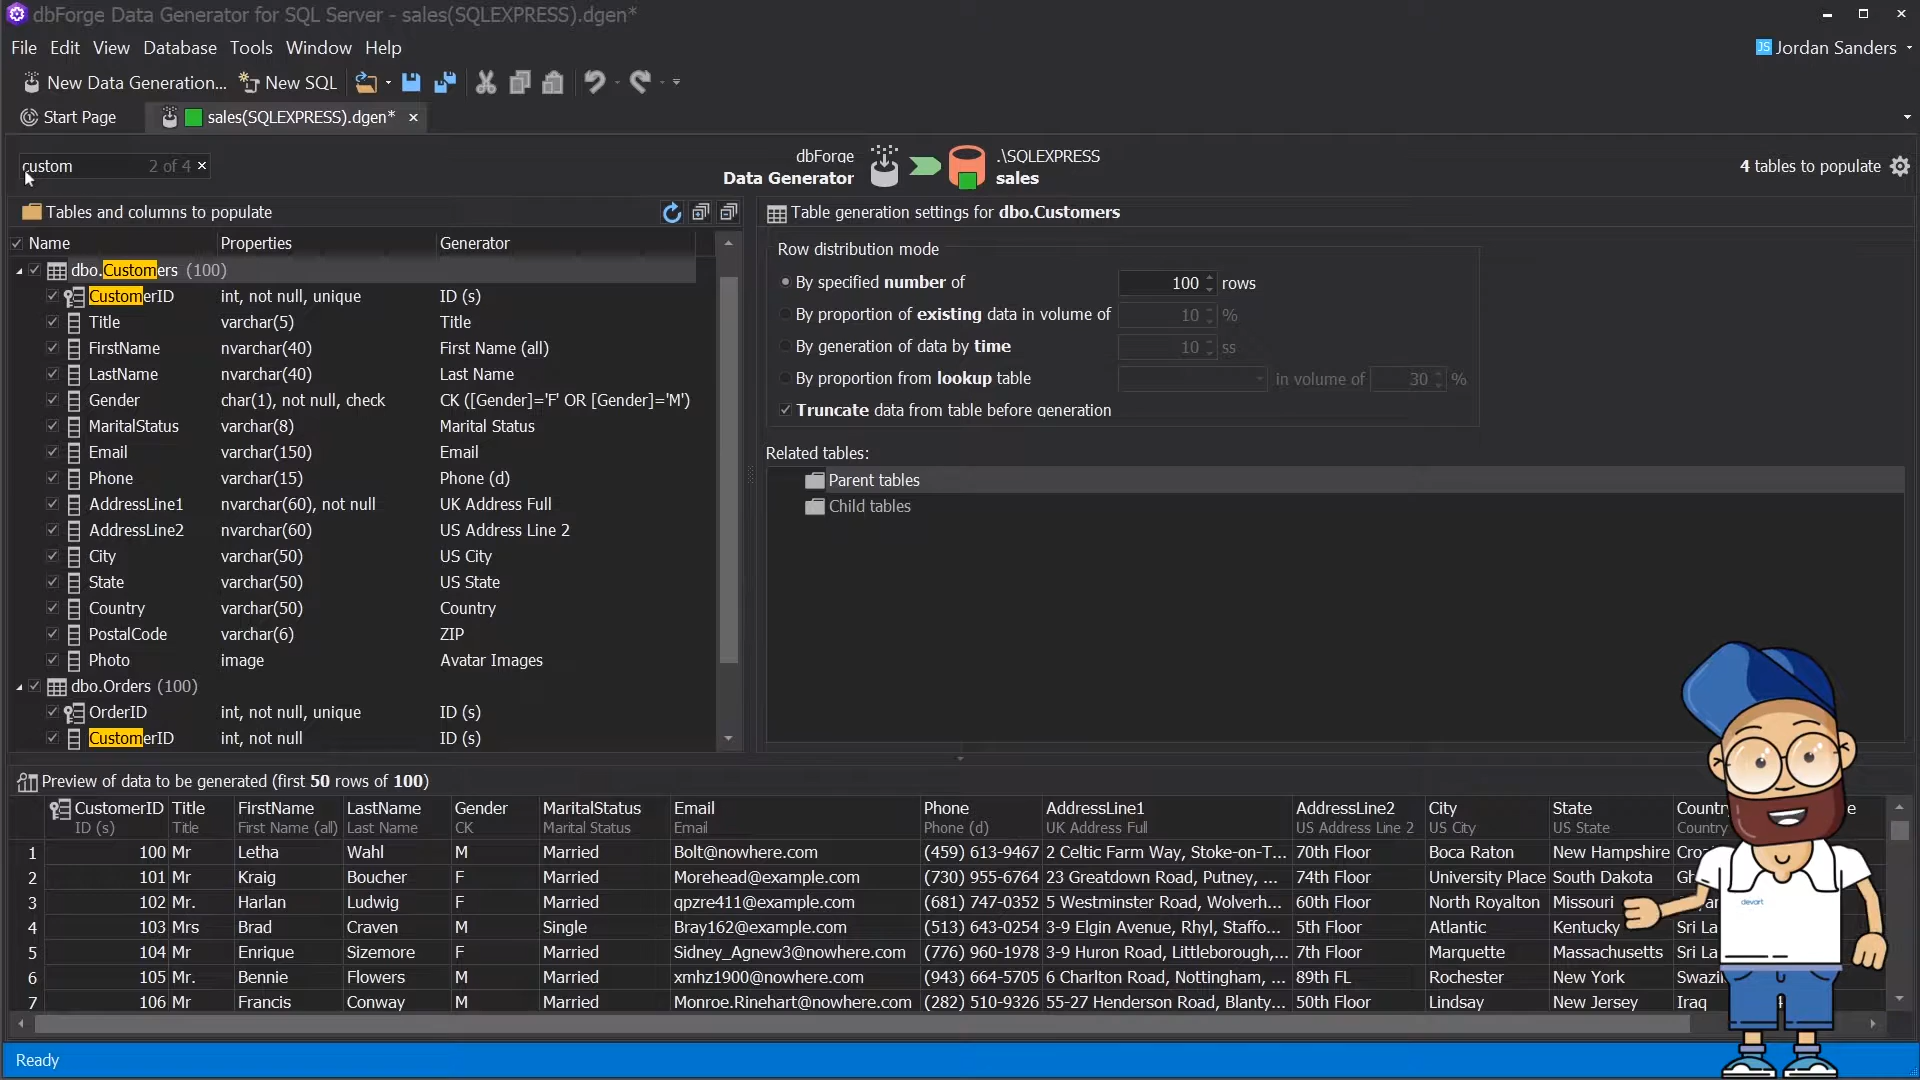 dbForge Data Generator for SQL Server - sales(SQLEXPRESS).dgen*
File Edit View Database Tools Window Help
JS Jordan Sanders
New Data Generation... New SQL
Start Page sales(SQLEXPRESS).dgen*
custom 2 of 4
dbForge
Data Generator
.\SQLEXPRESS
sales
4 tables to populate
Tables and columns to populate
Name Properties Generator
dbo.Customers (100)
CustomerID int, not null, unique ID (s)
Title varchar(5) Title
FirstName nvarchar(40) First Name (all)
LastName nvarchar(40) Last Name
Gender char(1), not null, check CK ([Gender]='F' OR [Gender]='M')
MaritalStatus varchar(8) Marital Status
Email varchar(150) Email
Phone varchar(15) Phone (d)
AddressLine1 nvarchar(60), not null UK Address Full
AddressLine2 nvarchar(60) US Address Line 2
City varchar(50) US City
State varchar(50) US State
Country varchar(50) Country
PostalCode varchar(6) ZIP
Photo image Avatar Images
dbo.Orders (100)
OrderID int, not null, unique ID (s)
CustomerID int, not null ID (s)
Table generation settings for dbo.Customers
Row distribution mode
By specified number of 100 rows
By proportion of existing data in volume of 10 %
By generation of data by time 10 ss
By proportion from lookup table in volume of 30 %
Truncate data from table before generation
Related tables:
Parent tables
Child tables
Preview of data to be generated (first 50 rows of 100)
CustomerID Title FirstName LastName Gender MaritalStatus Email Phone AddressLine1 AddressLine2 City State Country
ID (s) Title First Name (all) Last Name CK Marital Status Email Phone (d) UK Address Full US Address Line 2 US City US State Country
1 100 Mr Letha Wahl M Married Bolt@nowhere.com (459) 613-9467 2 Celtic Farm Way, Stoke-on-T... 70th Floor Boca Raton New Hampshire
2 101 Mr Kraig Boucher F Married Morehead@example.com (730) 955-6764 23 Greatdown Road, Putney, ... 74th Floor University Place South Dakota
3 102 Mr. Harlan Ludwig F Married qpzre411@example.com (681) 747-0352 5 Westminster Road, Wolverh... 60th Floor North Royalton Missouri
4 103 Mrs Brad Craven M Single Bray162@example.com (513) 643-0254 3-9 Elgin Avenue, Rhyl, Staffo... 5th Floor Atlantic Kentucky Sri La
5 104 Mr. Enrique Sizemore F Married Sidney_Agnew3@nowhere.com (776) 960-1978 3-9 Huron Road, Littleborough,... 7th Floor Marquette Massachusetts Sri La
6 105 Mr. Bennie Flowers M Married xmhz1900@nowhere.com (943) 664-5705 6 Charlton Road, Nottingham, ... 89th FL Rochester New York Swazi
7 106 Mr Francis Conway M Married Monroe.Rinehart@nowhere.com (282) 510-9326 55-27 Henderson Road, Blanty... 50th Floor Lindsay New Jersey Iraq
devart
Ready